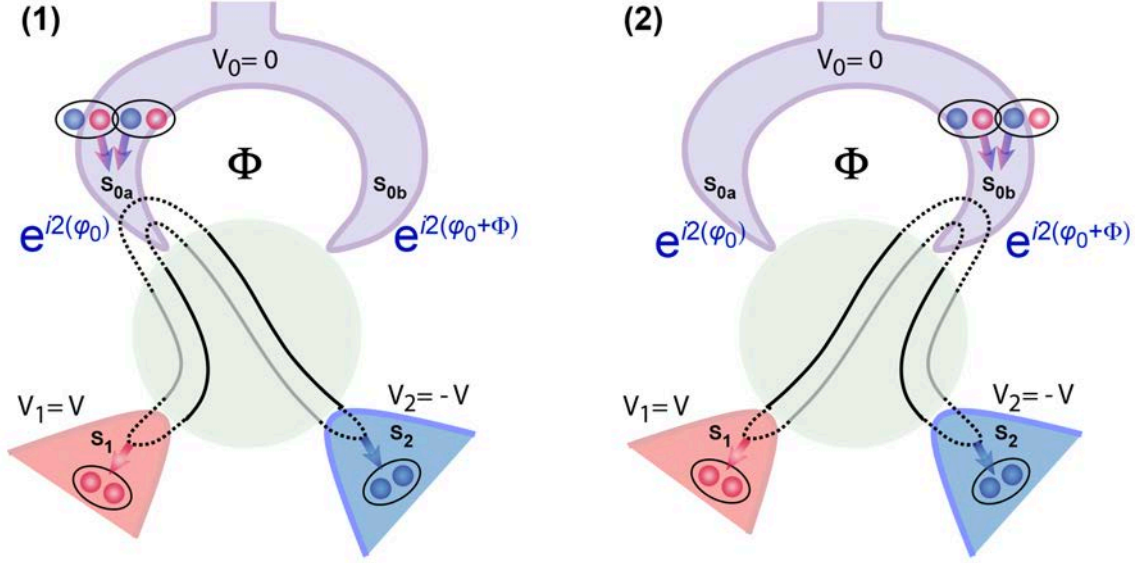 (1)
V₀= 0
Φ
S₀ₐ
S₀b
e^{i2(φ₀)}
e^{i2(φ₀+Φ)}
V₁= V
V₂= - V
S₁
S₂
(2)
V₀= 0
Φ
S₀ₐ
S₀b
e^{i2(φ₀)}
e^{i2(φ₀+Φ)}
V₁= V
V₂= - V
S₁
S₂